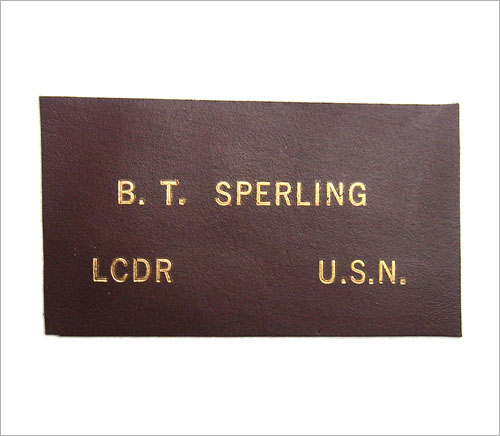 B. T. SPERLING
LCDR U.S.N.